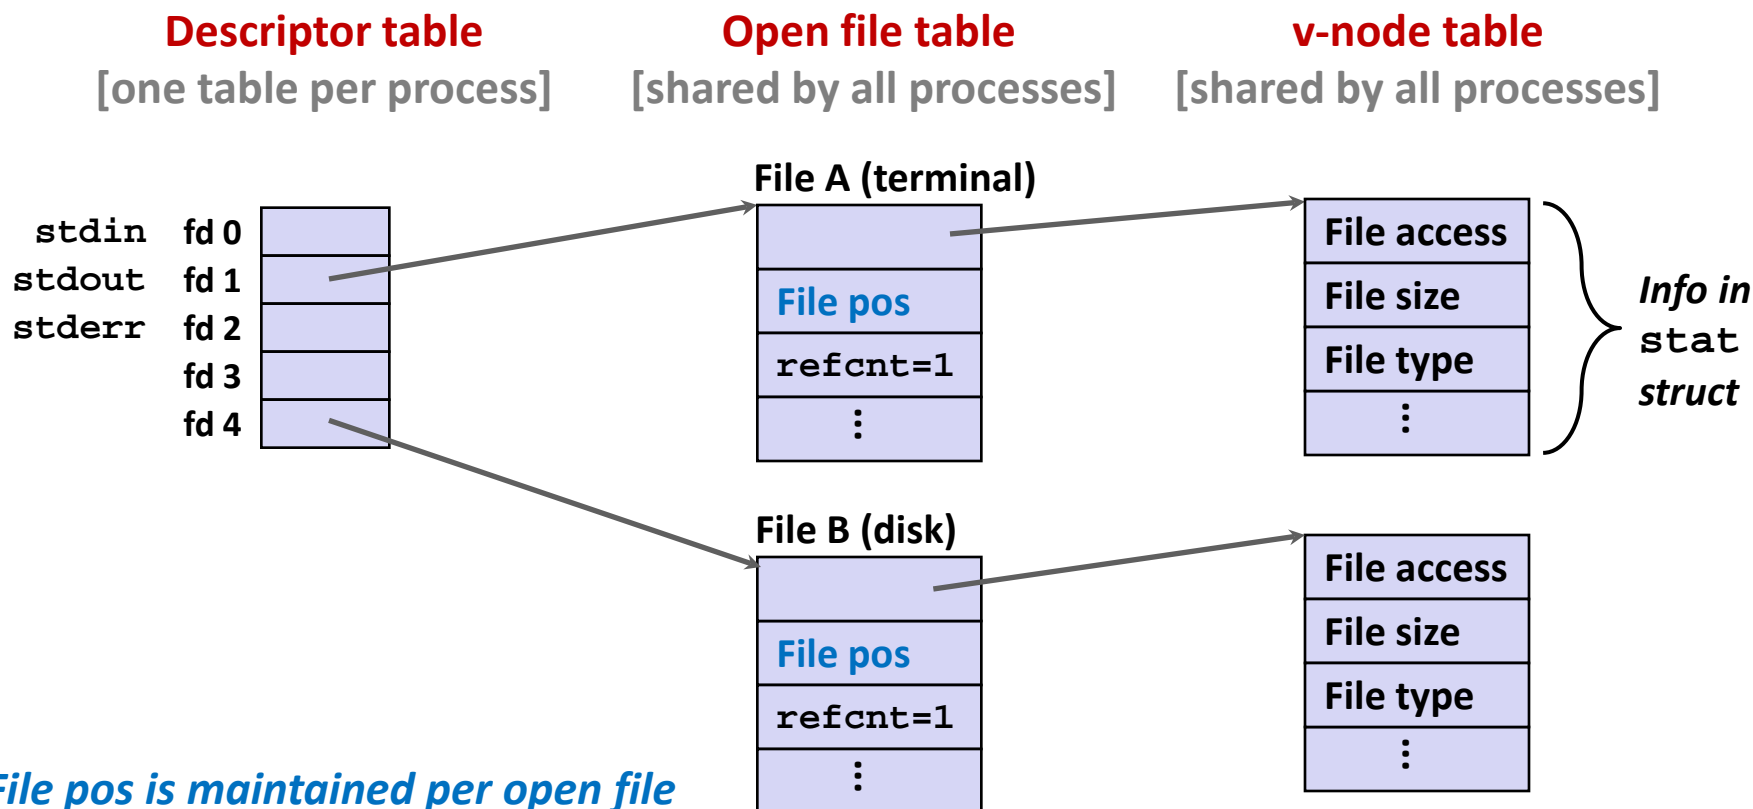 Descriptor table
[one table per process]
Open file table
[shared by all processes]
v-node table
[shared by all processes]
stdin fd 0
stdout fd 1
stderr fd 2
fd 3
fd 4
File A (terminal)
File pos
refcnt=1
⋮
File access
File size
File type
⋮
Info in
stat
struct
File B (disk)
File pos
refcnt=1
⋮
File access
File size
File type
⋮
File pos is maintained per open file